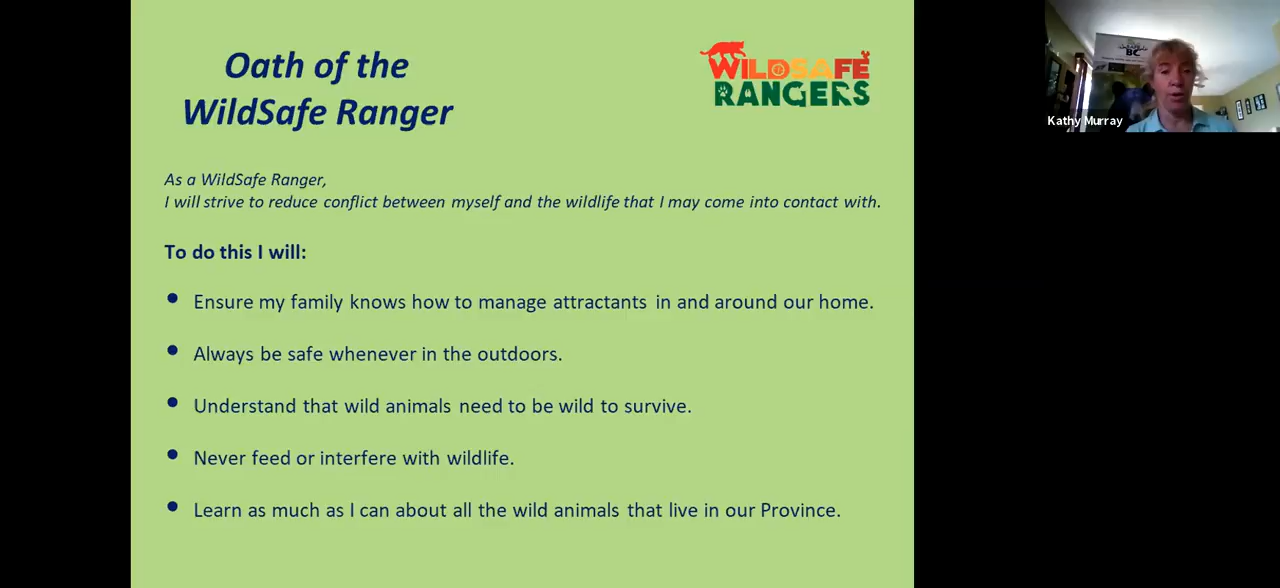 Oath of the
WildSafe Ranger
WILDSAFE
RANGERS
As a WildSafe Ranger,
I will strive to reduce conflict between myself and the wildlife that I may come into contact with.
To do this I will:
• Ensure my family knows how to manage attractants in and around our home.
• Always be safe whenever in the outdoors.
• Understand that wild animals need to be wild to survive.
• Never feed or interfere with wildlife.
• Learn as much as I can about all the wild animals that live in our Province.
BC
Kathy Murray